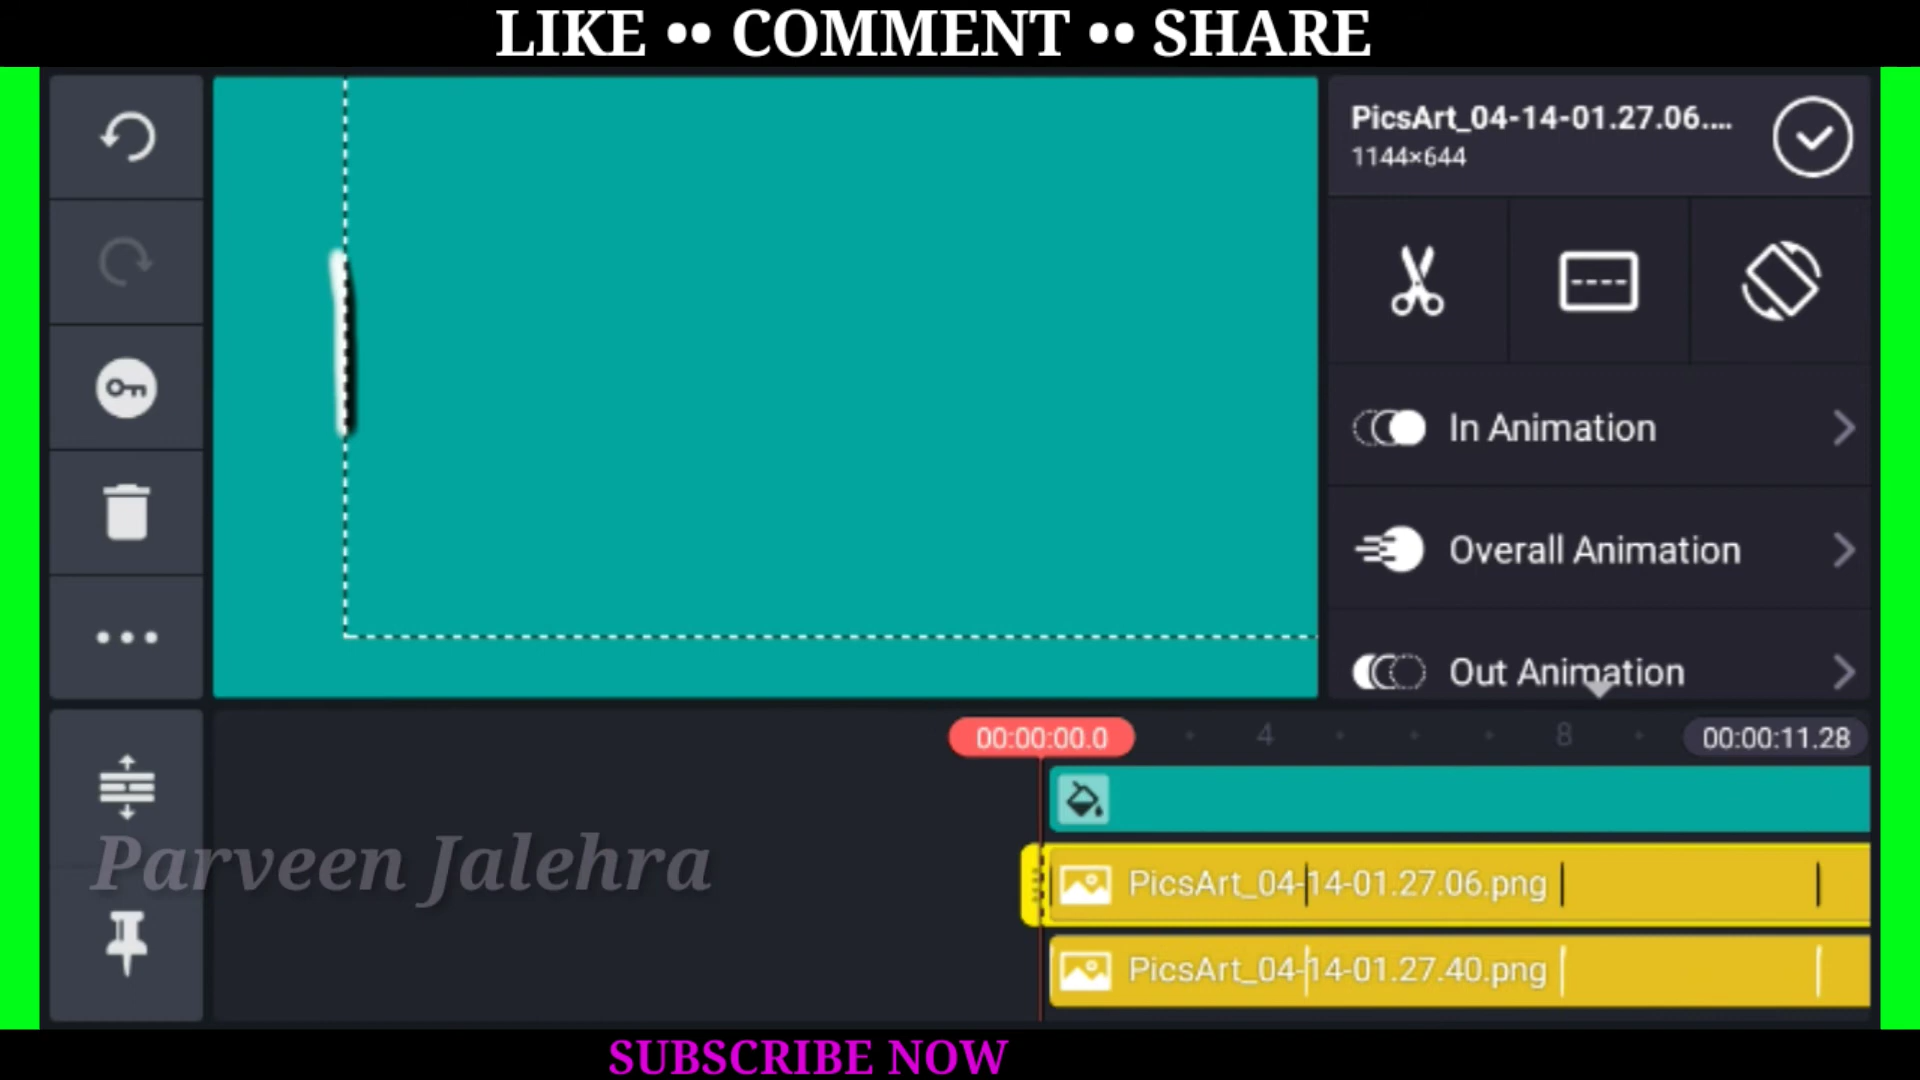 LIKE •• COMMENT •• SHARE
PicsArt_04-14-01.27.06....
1144×644
In Animation
Overall Animation
Out Animation
00:00:00.0
4
8
00:00:11.28
PicsArt_04-14-01.27.06.png
Parveen Jalehra
PicsArt_04-14-01.27.40.png
SUBSCRIBE NOW